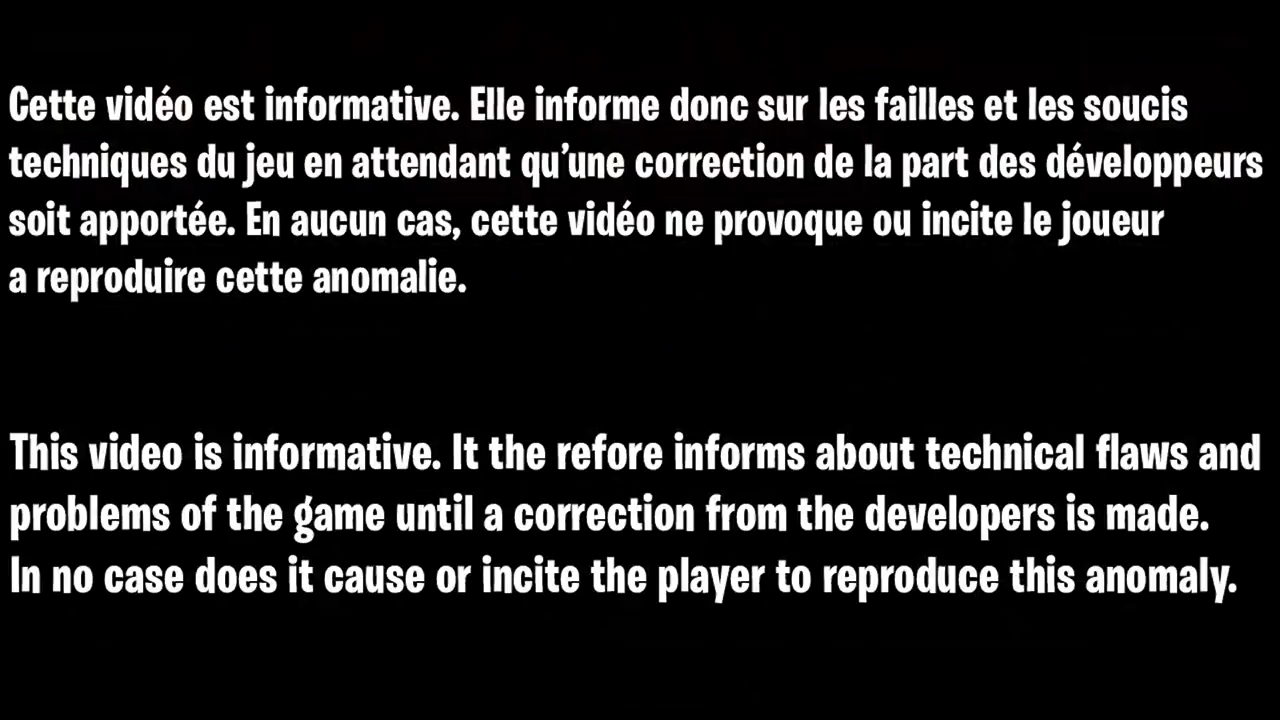 Cette vidéo est informative. Elle informe donc sur les failles et les soucis
techniques du jeu en attendant qu'une correction de la part des développeurs
soit apportée. En aucun cas, cette vidéo ne provoque ou incite le joueur
a reproduire cette anomalie.
This video is informative. It the refore informs about technical flaws and
problems of the game until a correction from the developers is made.
In no case does it cause or incite the player to reproduce this anomaly.